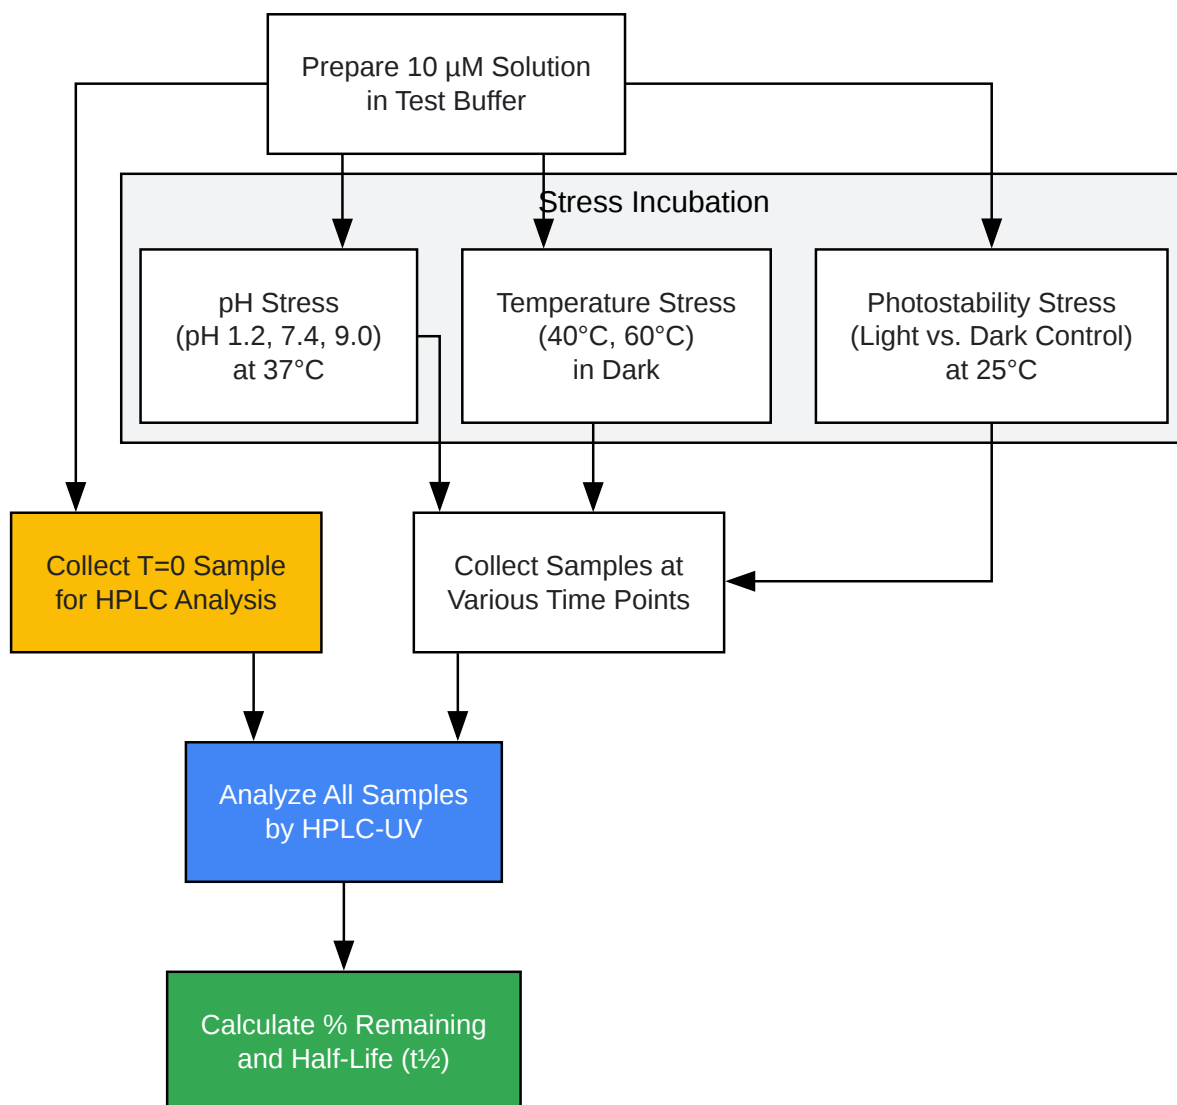 Prepare 10 µM Solution
in Test Buffer
Stress Incubation
pH Stress
(pH 1.2, 7.4, 9.0)
at 37°C
Temperature Stress
(40°C, 60°C)
in Dark
Photostability Stress
(Light vs. Dark Control)
at 25°C
Collect T=0 Sample
for HPLC Analysis
Collect Samples at
Various Time Points
Analyze All Samples
by HPLC-UV
Calculate % Remaining
and Half-Life (t½)